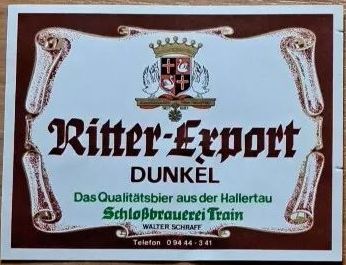 Ritter-Export
DUNKEL
Das Qualitätsbier aus der Hallertau
Schloßbrauerei Train
WALTER SCHRAFF
Telefon 0 94 44 - 3 41